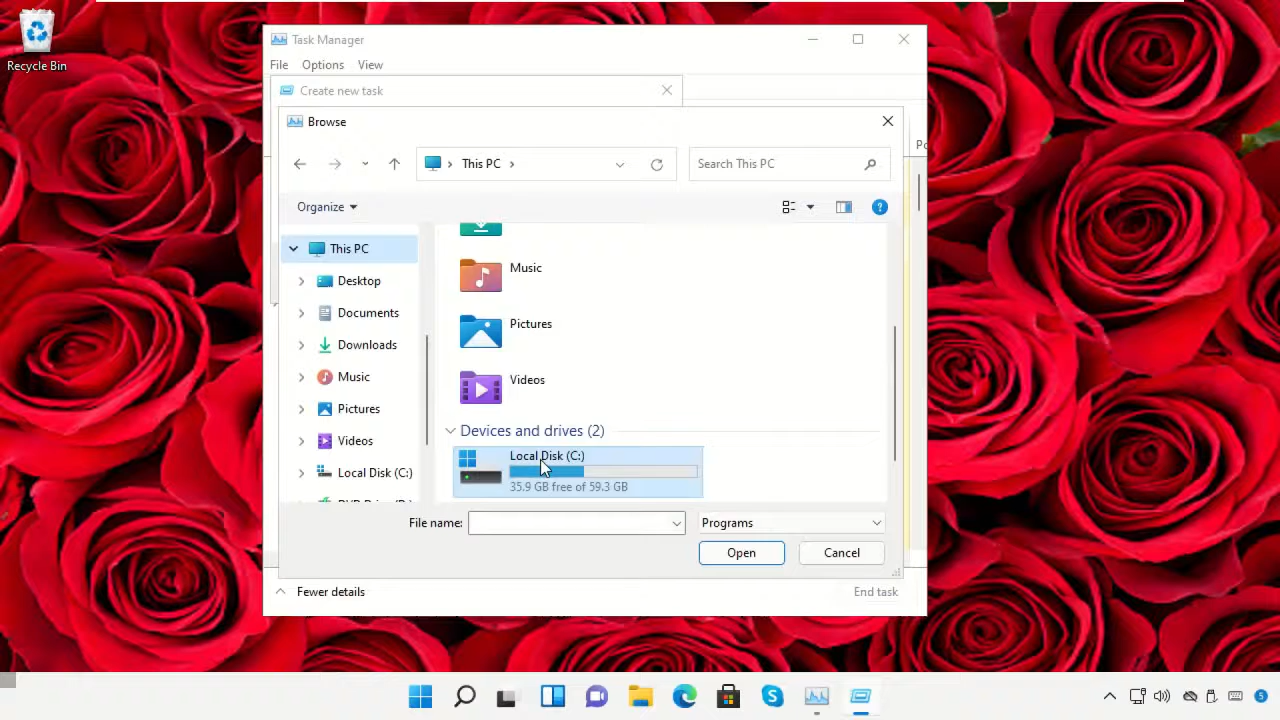 Recycle Bin
Task Manager
File Options View
Create new task
Browse
This PC
Search This PC
Organize
This PC
Desktop
Documents
Downloads
Music
Pictures
Videos
Local Disk (C:)
Music
Pictures
Videos
Devices and drives (2)
Local Disk (C:)
35.9 GB free of 59.3 GB
File name:
Programs
Open
Cancel
Fewer details
End task
5